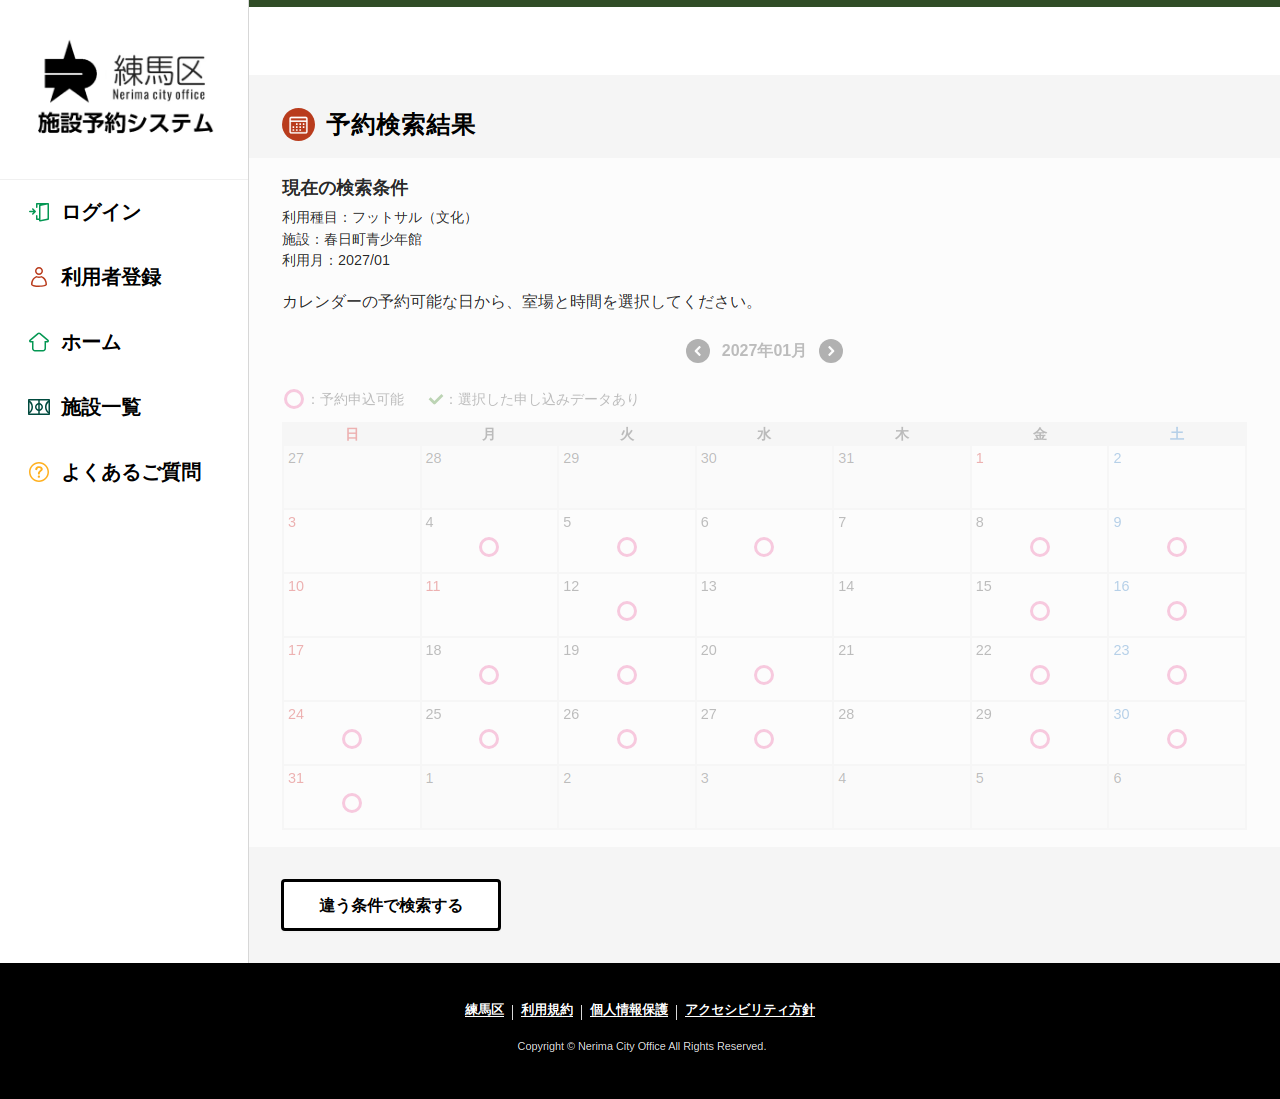 練馬区
Nerima city office
施設予約システム
ログイン
利用者登録
ホーム
施設一覧
よくあるご質問
予約検索結果
現在の検索条件
利用種目：フットサル（文化）
施設：春日町青少年館
利用月：2027/01
カレンダーの予約可能な日から、室場と時間を選択してください。
2027年01月
：予約申込可能 ：選択した申し込みデータあり
日 月 火 水 木 金 土
27 28 29 30 31 1 2
3 4 5 6 7 8 9
10 11 12 13 14 15 16
17 18 19 20 21 22 23
24 25 26 27 28 29 30
31 1 2 3 4 5 6
違う条件で検索する
練馬区 利用規約 個人情報保護 アクセシビリティ方針
Copyright © Nerima City Office All Rights Reserved.